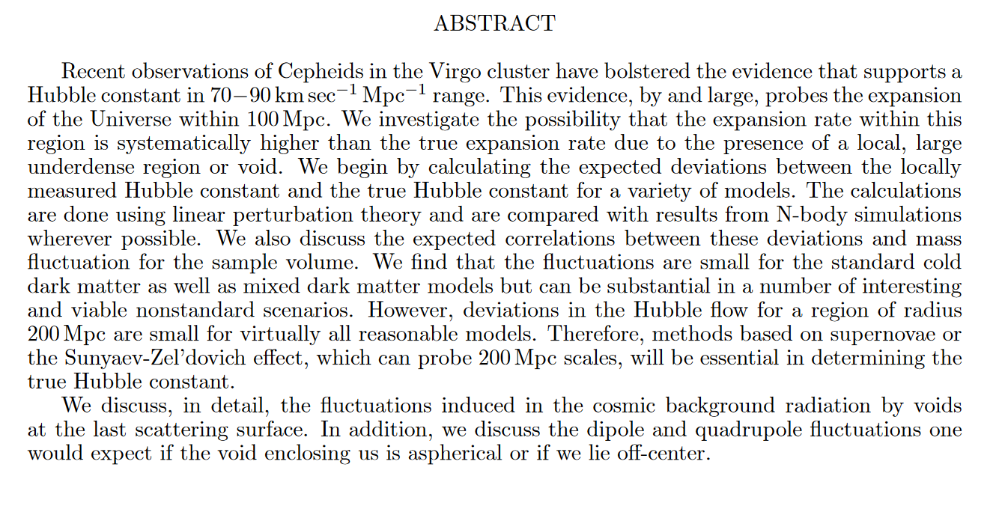 ABSTRACT
Recent observations of Cepheids in the Virgo cluster have bolstered the evidence that supports a
Hubble constant in 70–90 km sec⁻¹ Mpc⁻¹ range. This evidence, by and large, probes the expansion
of the Universe within 100 Mpc. We investigate the possibility that the expansion rate within this
region is systematically higher than the true expansion rate due to the presence of a local, large
underdense region or void. We begin by calculating the expected deviations between the locally
measured Hubble constant and the true Hubble constant for a variety of models. The calculations
are done using linear perturbation theory and are compared with results from N-body simulations
wherever possible. We also discuss the expected correlations between these deviations and mass
fluctuation for the sample volume. We find that the fluctuations are small for the standard cold
dark matter as well as mixed dark matter models but can be substantial in a number of interesting
and viable nonstandard scenarios. However, deviations in the Hubble flow for a region of radius
200 Mpc are small for virtually all reasonable models. Therefore, methods based on supernovae or
the Sunyaev-Zel'dovich effect, which can probe 200 Mpc scales, will be essential in determining the
true Hubble constant.
We discuss, in detail, the fluctuations induced in the cosmic background radiation by voids
at the last scattering surface. In addition, we discuss the dipole and quadrupole fluctuations one
would expect if the void enclosing us is aspherical or if we lie off-center.